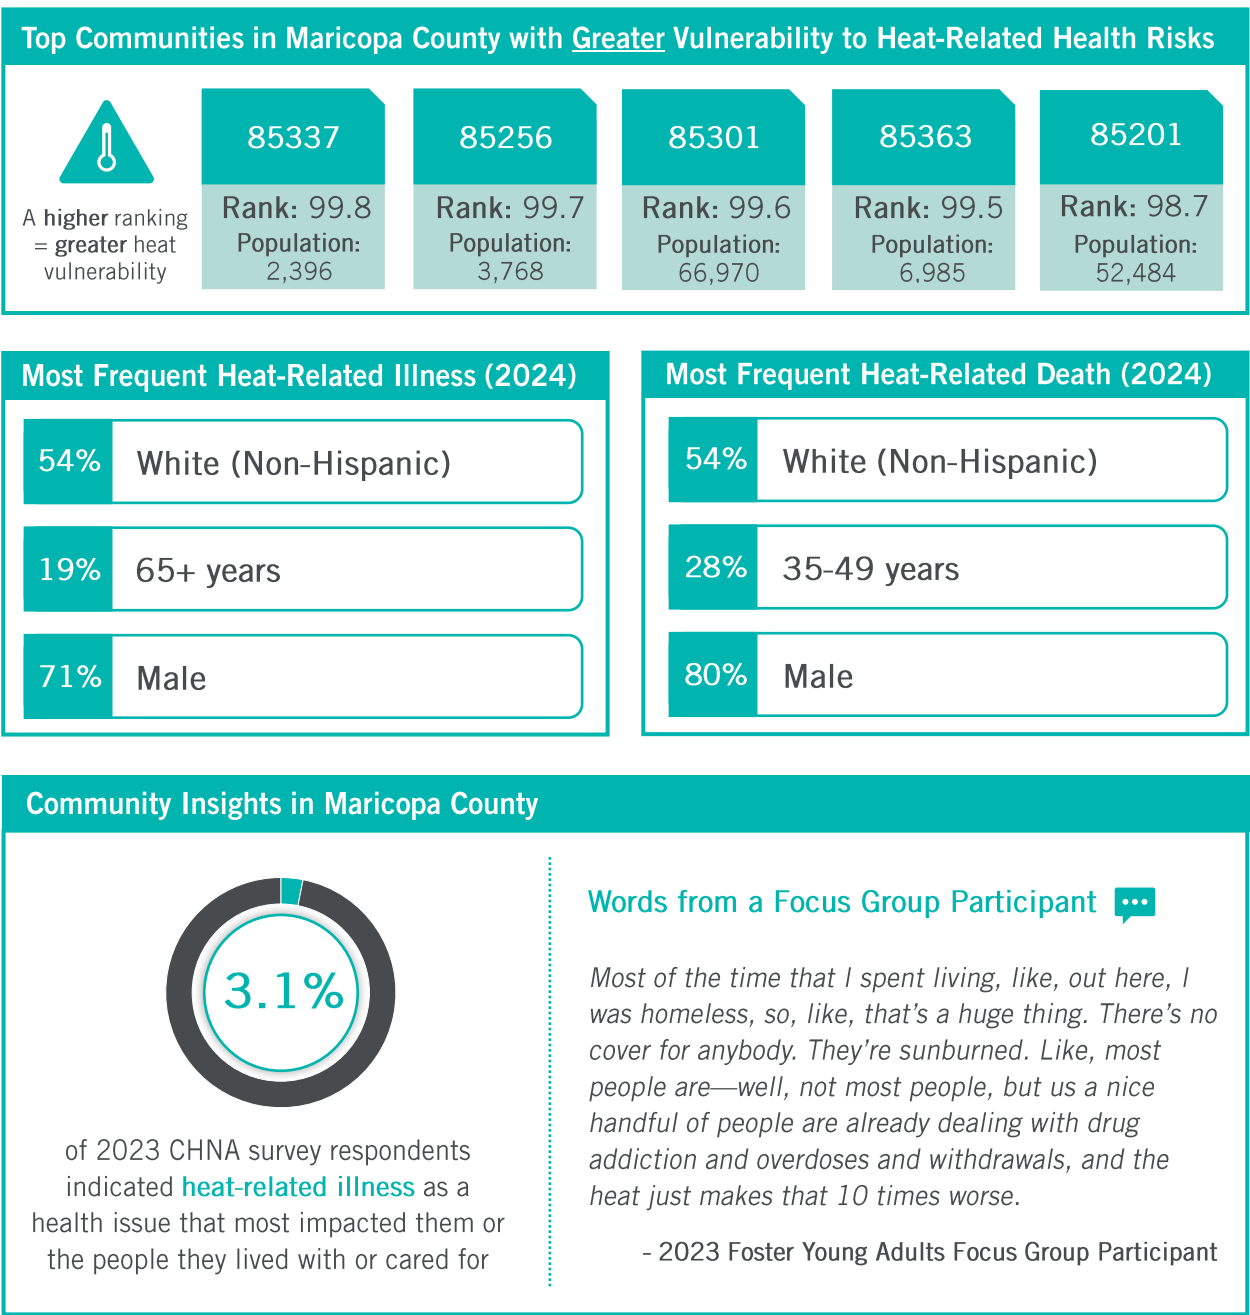 Top Communities in Maricopa County with Greater Vulnerability to Heat-Related Health Risks
A higher ranking
= greater heat
vulnerability
85337
Rank: 99.8
Population:
2,396
85256
Rank: 99.7
Population:
3,768
85301
Rank: 99.6
Population:
66,970
85363
Rank: 99.5
Population:
6,985
85201
Rank: 98.7
Population:
52,484
Most Frequent Heat-Related Illness (2024)
54% White (Non-Hispanic)
19% 65+ years
71% Male
Most Frequent Heat-Related Death (2024)
54% White (Non-Hispanic)
28% 35-49 years
80% Male
Community Insights in Maricopa County
3.1%
of 2023 CHNA survey respondents
indicated heat-related illness as a
health issue that most impacted them or
the people they lived with or cared for
Words from a Focus Group Participant
Most of the time that I spent living, like, out here, I
was homeless, so, like, that's a huge thing. There's no
cover for anybody. They're sunburned. Like, most
people are—well, not most people, but us a nice
handful of people are already dealing with drug
addiction and overdoses and withdrawals, and the
heat just makes that 10 times worse.
- 2023 Foster Young Adults Focus Group Participant